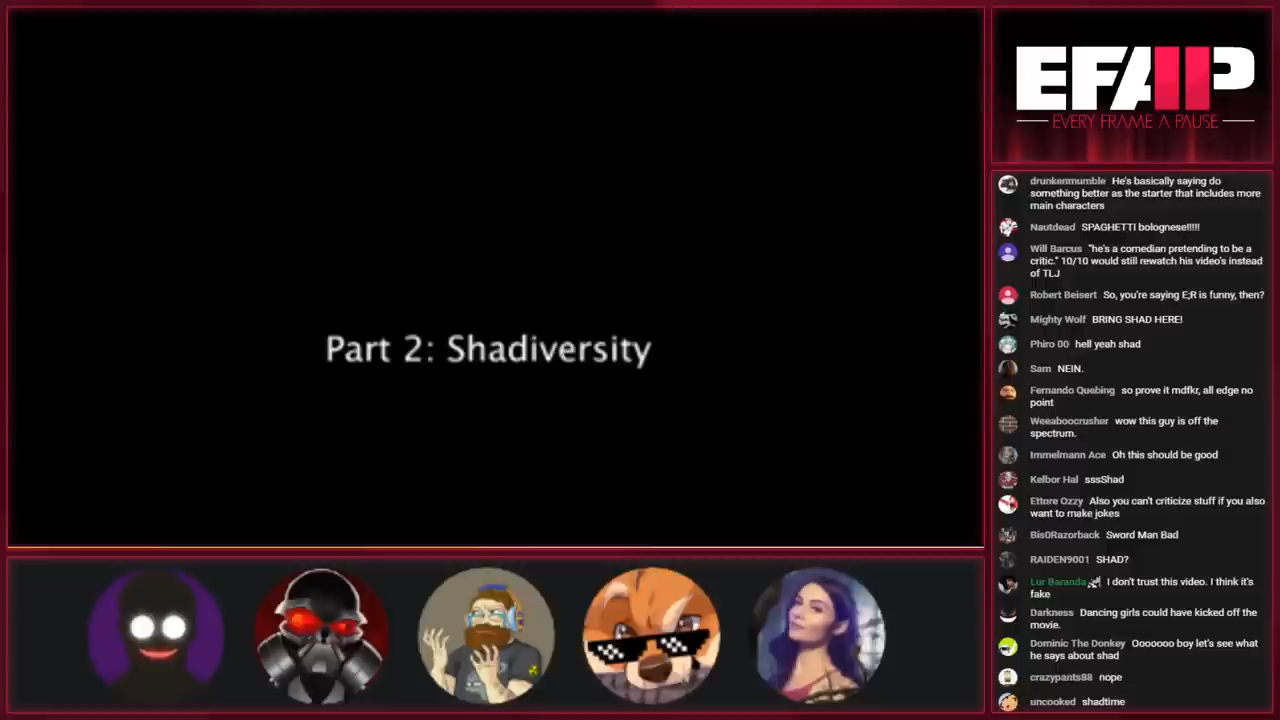 Part 2: Shadiversity
EFAP
EVERY FRAME A PAUSE
drunkenmumble He's basically saying do
something better as the starter that includes more
main characters
Nautdead SPAGHETTI bolognese!!!!!
Will Barcus "he's a comedian pretending to be a
critic." 10/10 would still rewatch his video's instead
of TLJ
Robert Beisert So, you're saying E;R is funny, then?
Mighty Wolf BRING SHAD HERE!
Phiro 00 hell yeah shad
Sam NEIN.
Fernando Quebing so prove it mdfkr, all edge no
point
Weeaboocrusher wow this guy is off the
spectrum.
Immelmann Ace Oh this should be good
Kelbor Hal sssShad
Ettore Ozzy Also you can't criticize stuff if you also
want to make jokes
Bis0Razorback Sword Man Bad
RAIDEN9001 SHAD?
Lur Baranda I don't trust this video. I think it's
fake
Darkness Dancing girls could have kicked off the
movie.
Dominic The Donkey Ooooooo boy let's see what
he says about shad
crazypants88 nope
uncooked shadtime